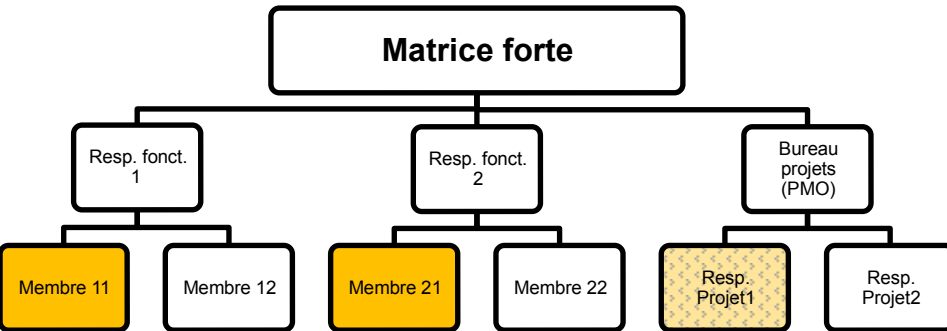 Matrice forte
Resp. fonct.
1
Resp. fonct.
2
Bureau
projets
(PMO)
Membre 11
Membre 12
Membre 21
Membre 22
Resp.
Projet1
Resp.
Projet2